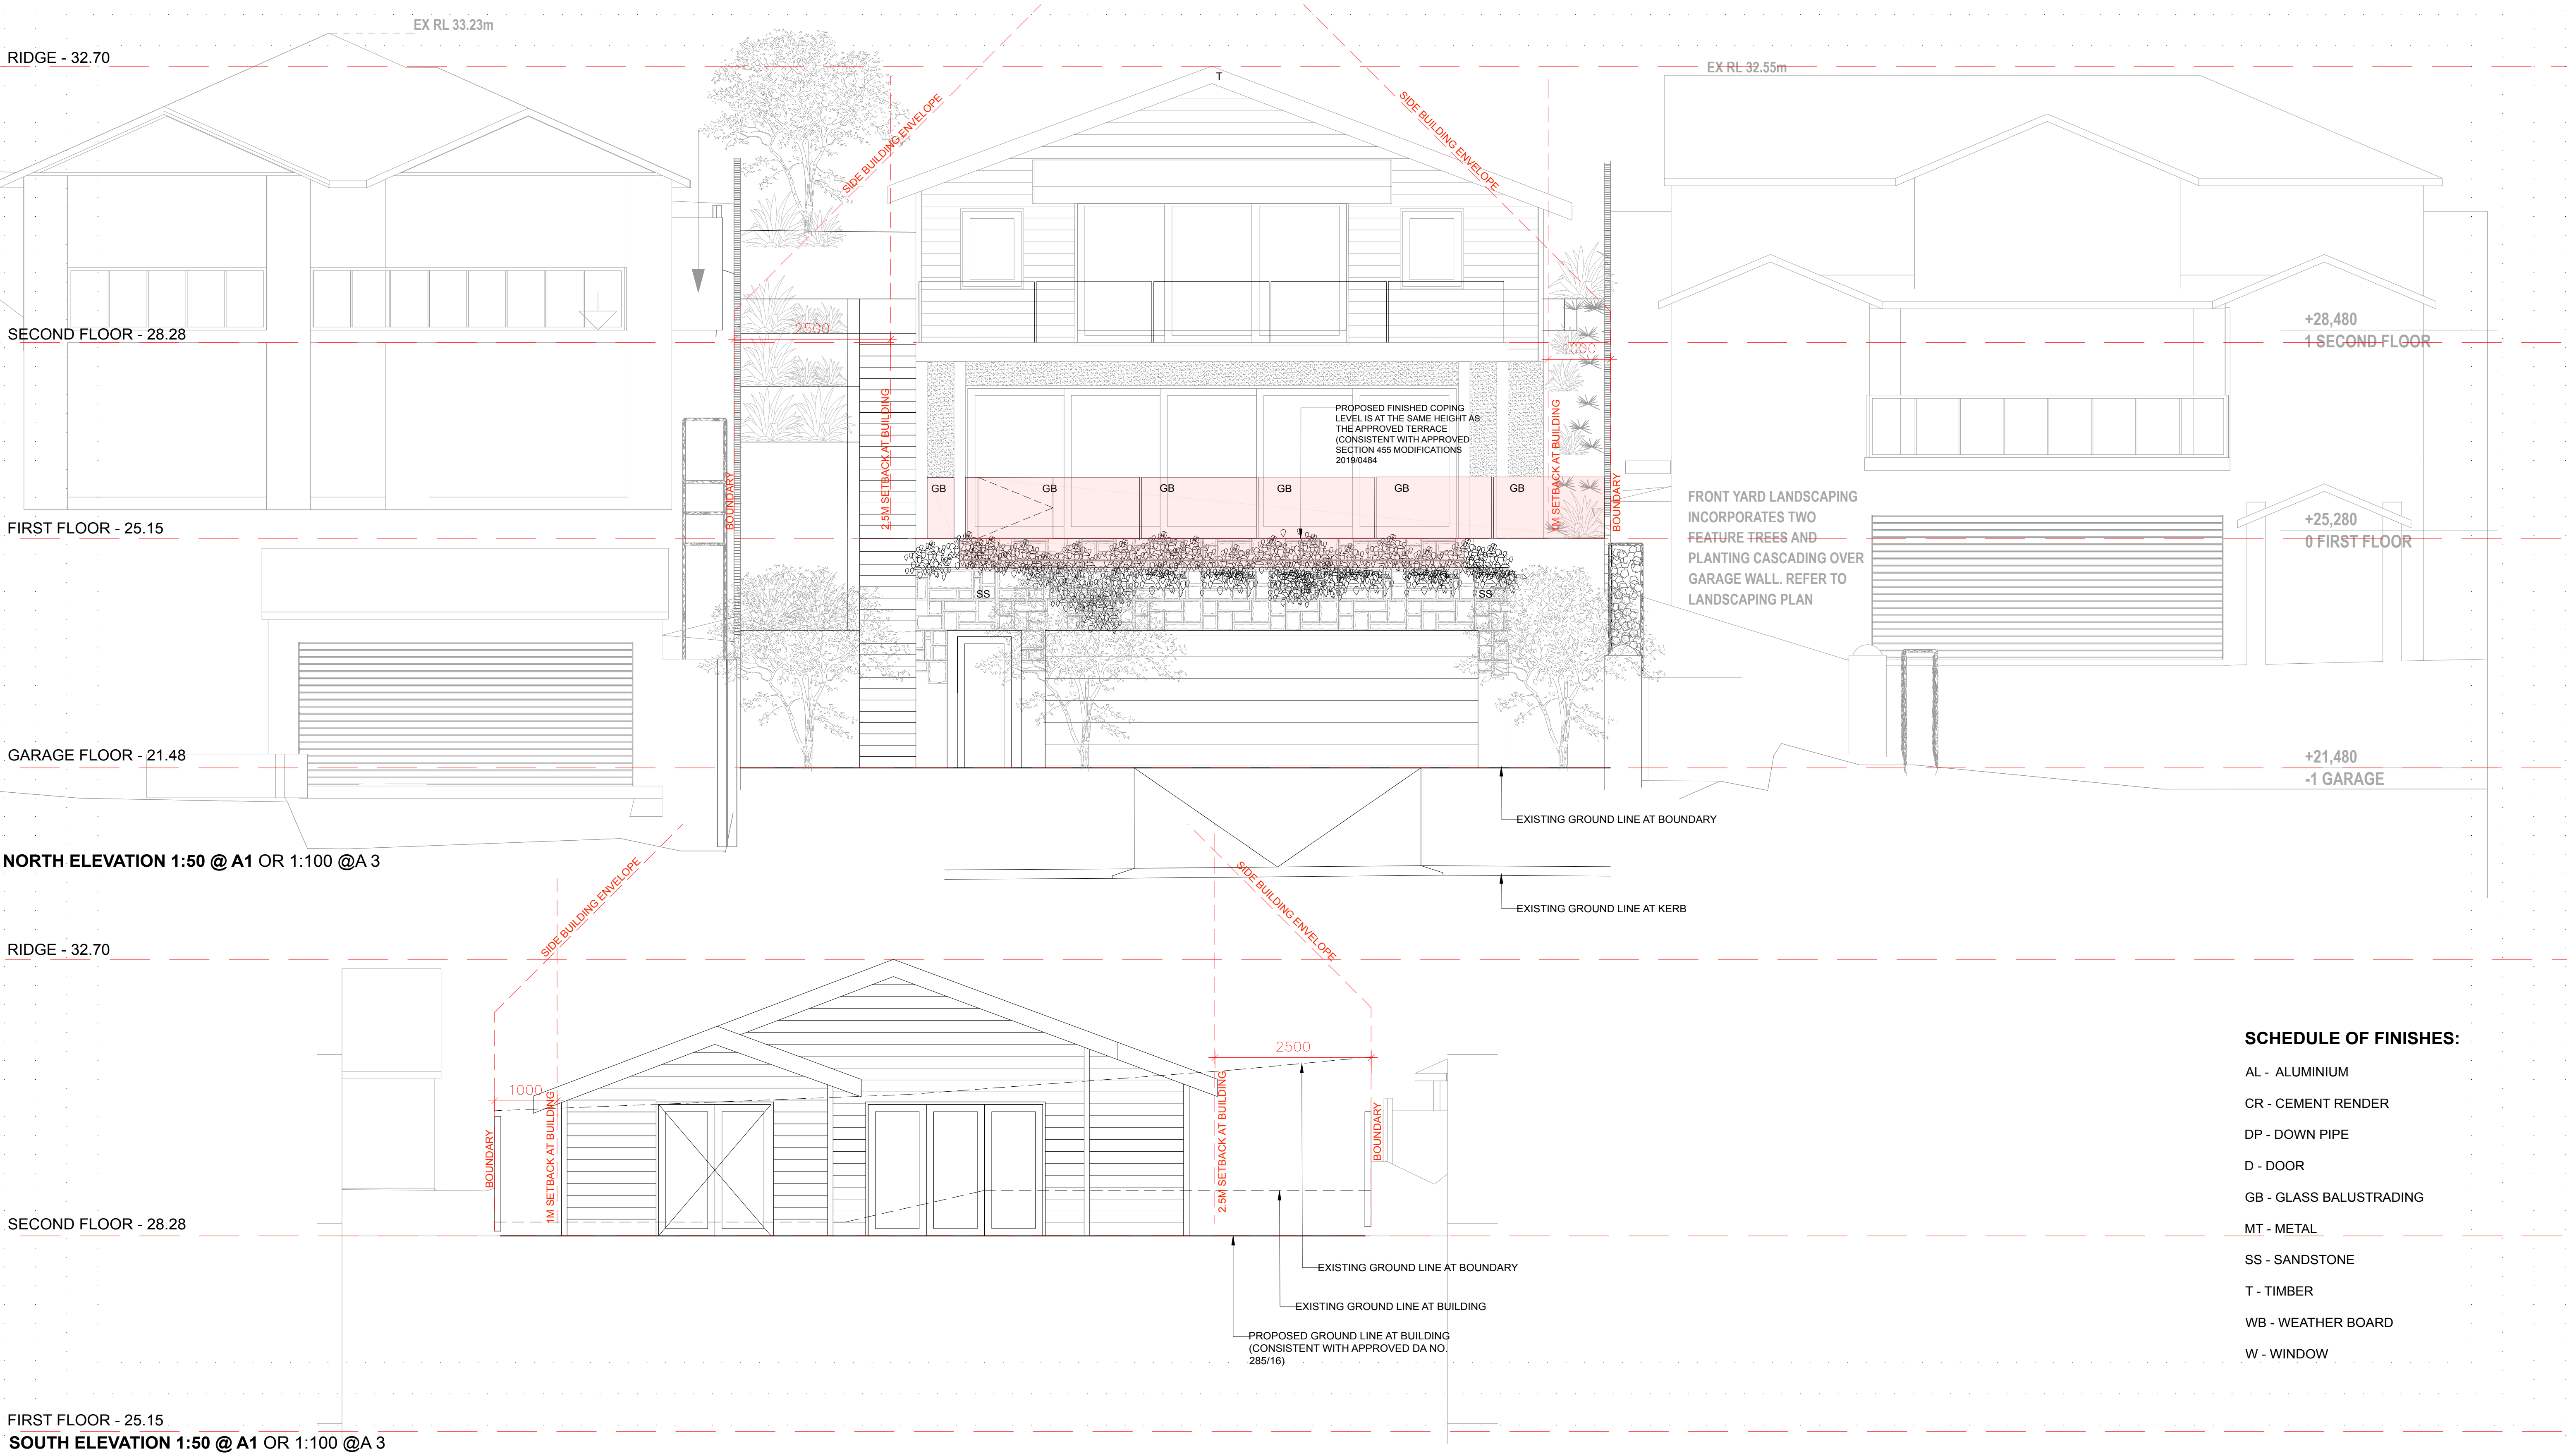 EX RL 33.23m
RIDGE - 32.70
T
EX RL 32.55m
SIDE BUILDING ENVELOPE
SIDE BUILDING ENVELOPE
SECOND FLOOR - 28.28
2500
1000
+28,480
1 SECOND FLOOR
2.5M SETBACK AT BUILDING
1M SETBACK AT BUILDING
BOUNDARY
BOUNDARY
PROPOSED FINISHED COPING
LEVEL IS AT THE SAME HEIGHT AS
THE APPROVED TERRACE
(CONSISTENT WITH APPROVED
SECTION 455 MODIFICATIONS
2019/0484
GB
GB
GB
GB
GB
GB
FRONT YARD LANDSCAPING
INCORPORATES TWO
FEATURE TREES AND
PLANTING CASCADING OVER
GARAGE WALL. REFER TO
LANDSCAPING PLAN
FIRST FLOOR - 25.15
+25,280
0 FIRST FLOOR
SS
SS
GARAGE FLOOR - 21.48
+21,480
-1 GARAGE
EXISTING GROUND LINE AT BOUNDARY
NORTH ELEVATION 1:50 @ A1 OR 1:100 @A 3
EXISTING GROUND LINE AT KERB
SIDE BUILDING ENVELOPE
SIDE BUILDING ENVELOPE
RIDGE - 32.70
2500
1000
BOUNDARY
1M SETBACK AT BUILDING
2.5M SETBACK AT BUILDING
BOUNDARY
SECOND FLOOR - 28.28
EXISTING GROUND LINE AT BOUNDARY
EXISTING GROUND LINE AT BUILDING
PROPOSED GROUND LINE AT BUILDING
(CONSISTENT WITH APPROVED DA NO.
285/16)
FIRST FLOOR - 25.15
SOUTH ELEVATION 1:50 @ A1 OR 1:100 @A 3
SCHEDULE OF FINISHES:
AL - ALUMINIUM
CR - CEMENT RENDER
DP - DOWN PIPE
D - DOOR
GB - GLASS BALUSTRADING
MT - METAL
SS - SANDSTONE
T - TIMBER
WB - WEATHER BOARD
W - WINDOW